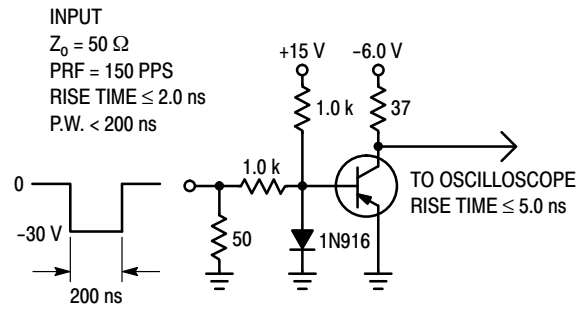 INPUT
Zo = 50 Ω
PRF = 150 PPS
RISE TIME ≤ 2.0 ns
P.W. < 200 ns
+15 V
−6.0 V
1.0 k
37
1.0 k
0
TO OSCILLOSCOPE
RISE TIME ≤ 5.0 ns
−30 V
50
1N916
200 ns